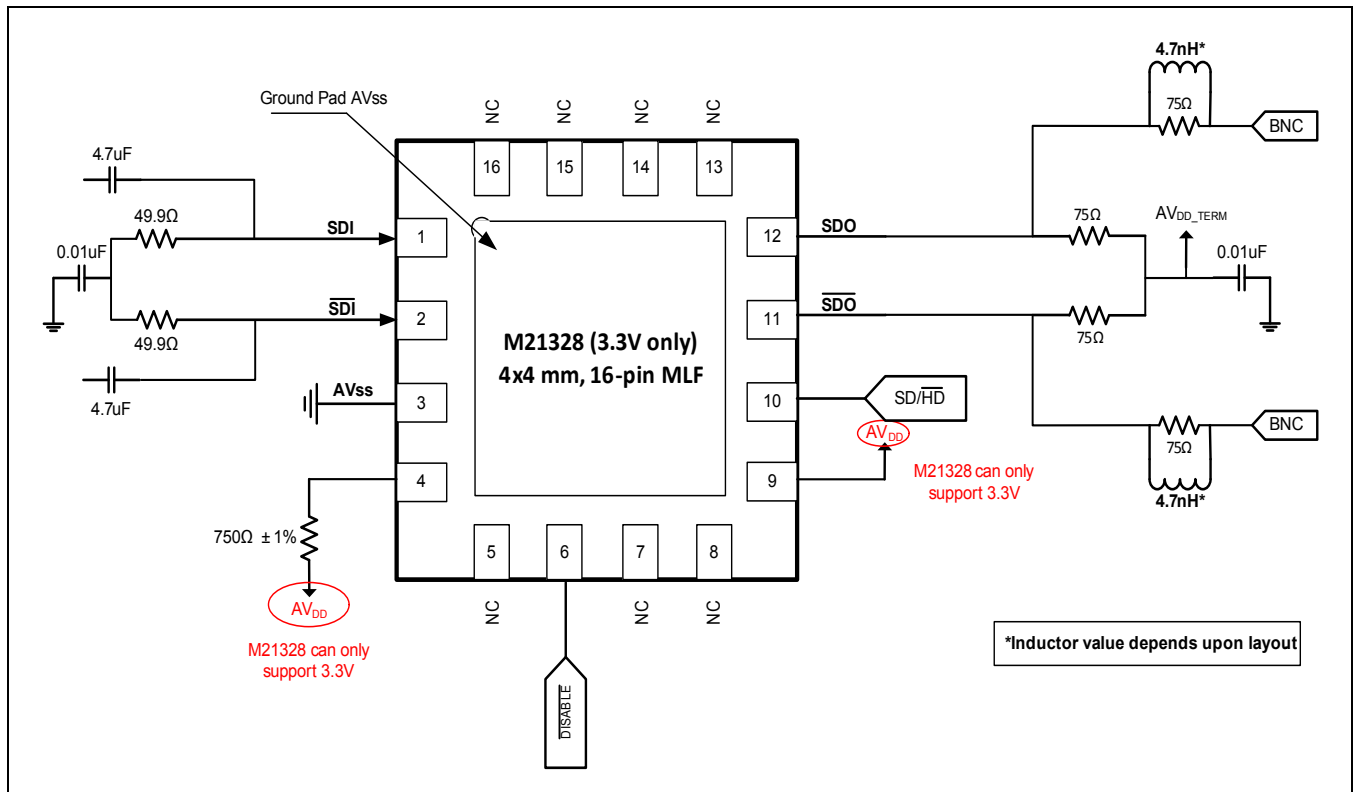 4.7nH*
75Ω
BNC
Ground Pad AVss
NC
NC
NC
NC
16
15
14
13
4.7uF
49.9Ω
0.01uF
SDI
1
12
SDO
75Ω
AVDD_TERM
0.01uF
49.9Ω
S̅D̅I̅
2
11
S̅D̅O̅
75Ω
4.7uF
M21328 (3.3V only)
4x4 mm, 16-pin MLF
AVss
3
10
SD/H̅D̅
AVDD
M21328 can only
support 3.3V
4
9
75Ω
4.7nH*
BNC
750Ω ± 1%
AVDD
M21328 can only
support 3.3V
5
6
7
8
NC
NC
NC
D̅I̅S̅A̅B̅L̅E̅
*Inductor value depends upon layout